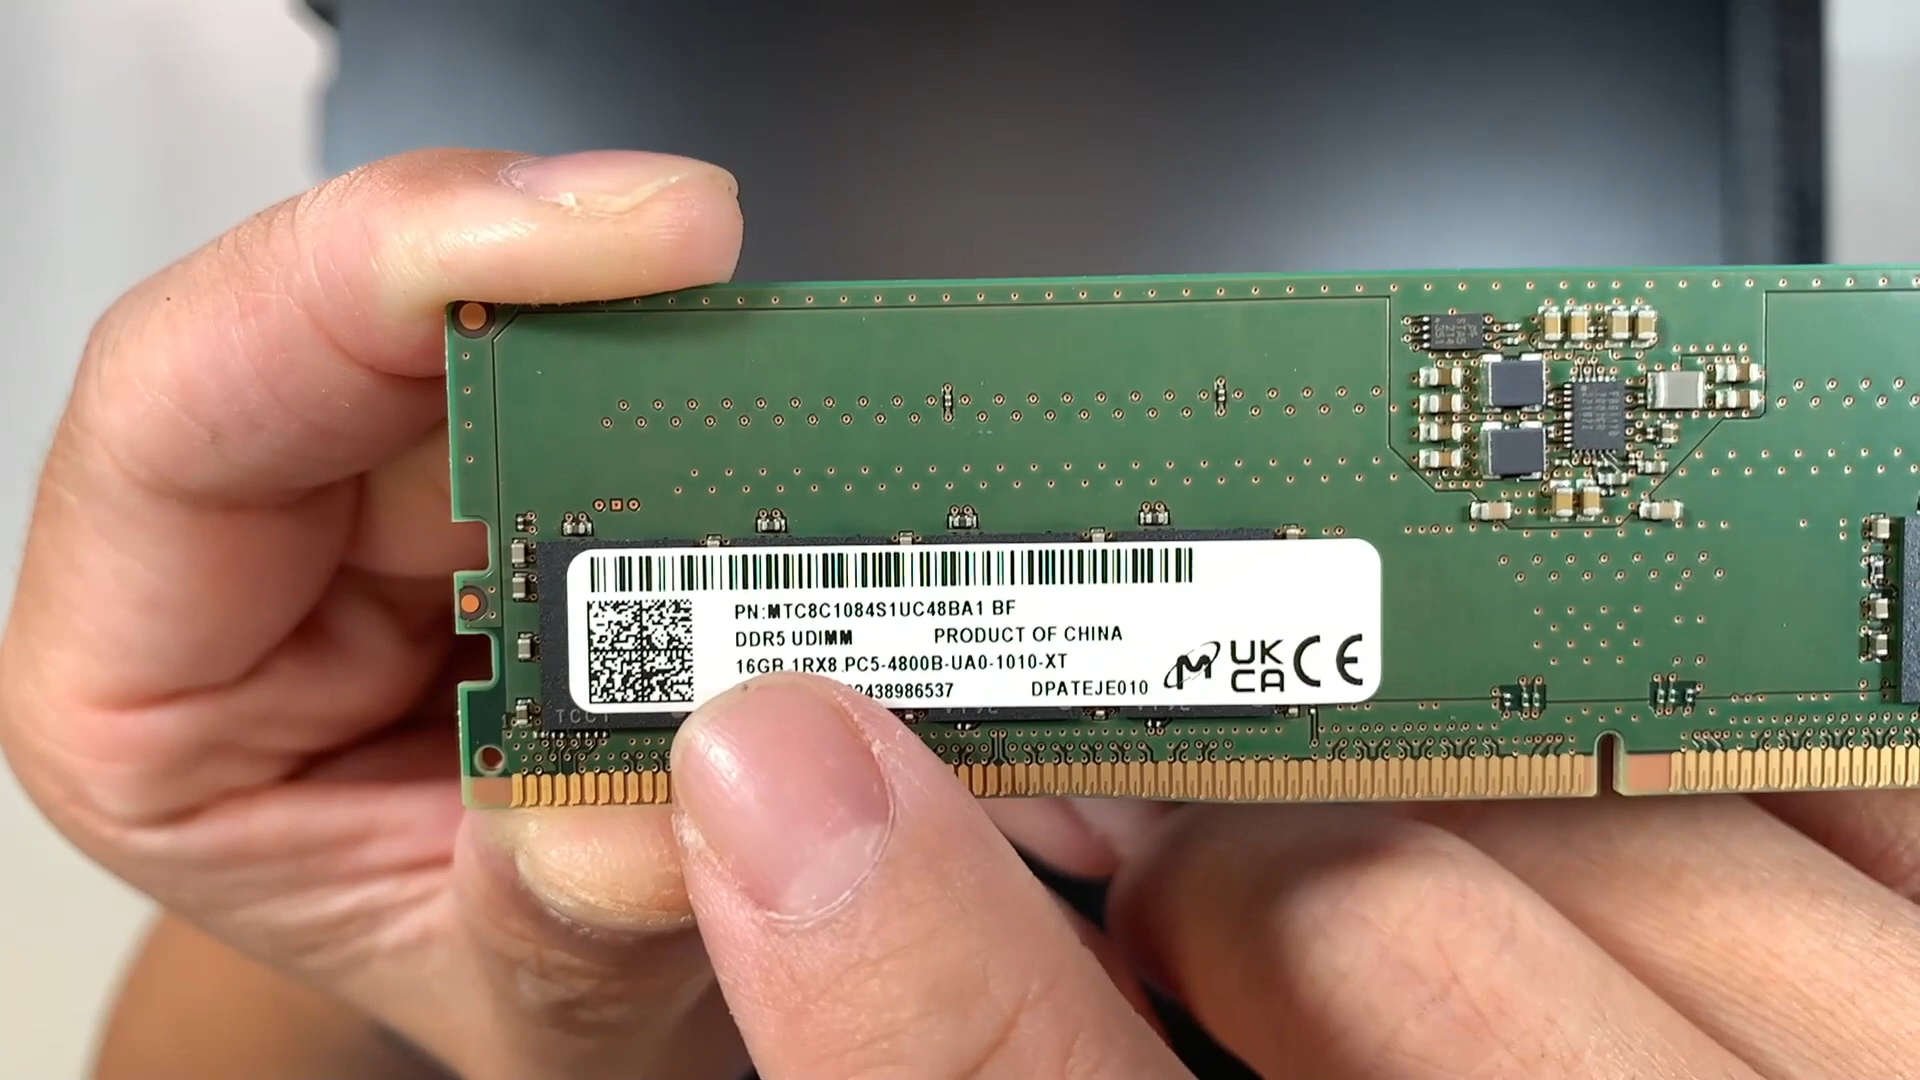 PN:MTC8C1084S1UC48BA1 BF
DDR5 UDIMM PRODUCT OF CHINA
16GB 1RX8 PC5-4800B-UA0-1010-XT
2438986537 DPATEJE010
UK
CA
CE